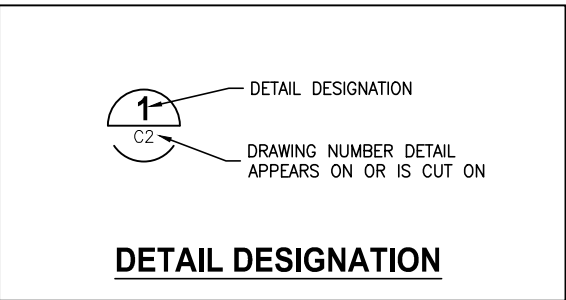 1
DETAIL DESIGNATION
C2
DRAWING NUMBER DETAIL
APPEARS ON OR IS CUT ON
DETAIL DESIGNATION